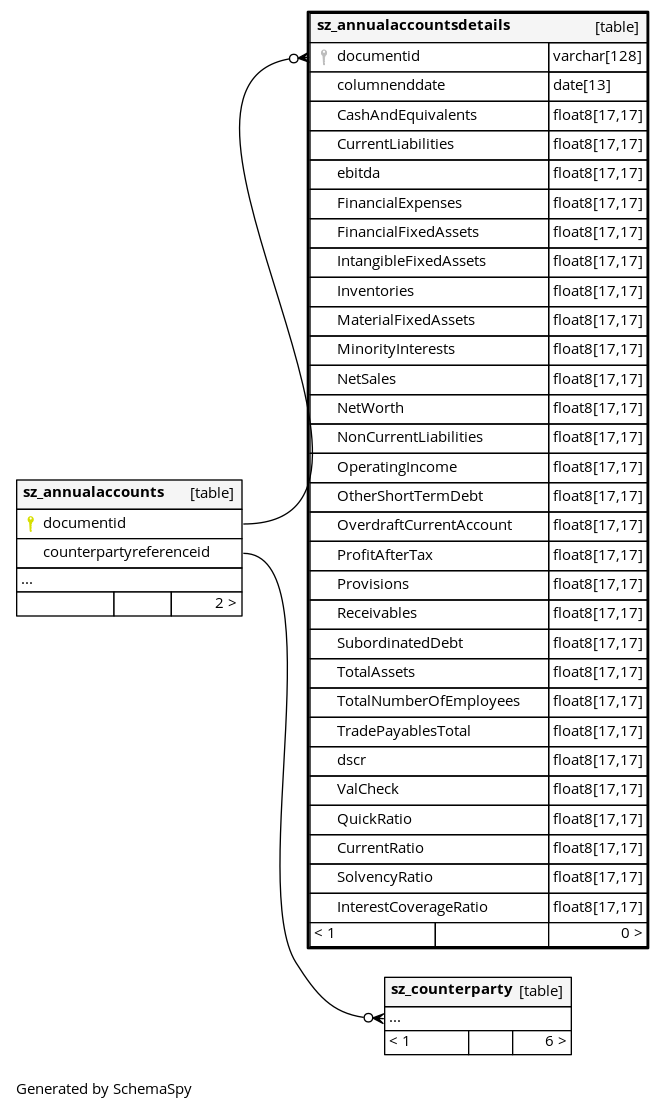 sz_annualaccountsdetails [table]
documentid varchar[128]
columnenddate date[13]
CashAndEquivalents float8[17,17]
CurrentLiabilities float8[17,17]
ebitda float8[17,17]
FinancialExpenses float8[17,17]
FinancialFixedAssets float8[17,17]
IntangibleFixedAssets float8[17,17]
Inventories float8[17,17]
MaterialFixedAssets float8[17,17]
MinorityInterests float8[17,17]
NetSales float8[17,17]
NetWorth float8[17,17]
NonCurrentLiabilities float8[17,17]
OperatingIncome float8[17,17]
OtherShortTermDebt float8[17,17]
OverdraftCurrentAccount float8[17,17]
ProfitAfterTax float8[17,17]
Provisions float8[17,17]
Receivables float8[17,17]
SubordinatedDebt float8[17,17]
TotalAssets float8[17,17]
TotalNumberOfEmployees float8[17,17]
TradePayablesTotal float8[17,17]
dscr float8[17,17]
ValCheck float8[17,17]
QuickRatio float8[17,17]
CurrentRatio float8[17,17]
SolvencyRatio float8[17,17]
InterestCoverageRatio float8[17,17]
< 1 0 >
sz_annualaccounts [table]
documentid
counterpartyreferenceid
...
2 >
sz_counterparty [table]
...
< 1 6 >
Generated by SchemaSpy